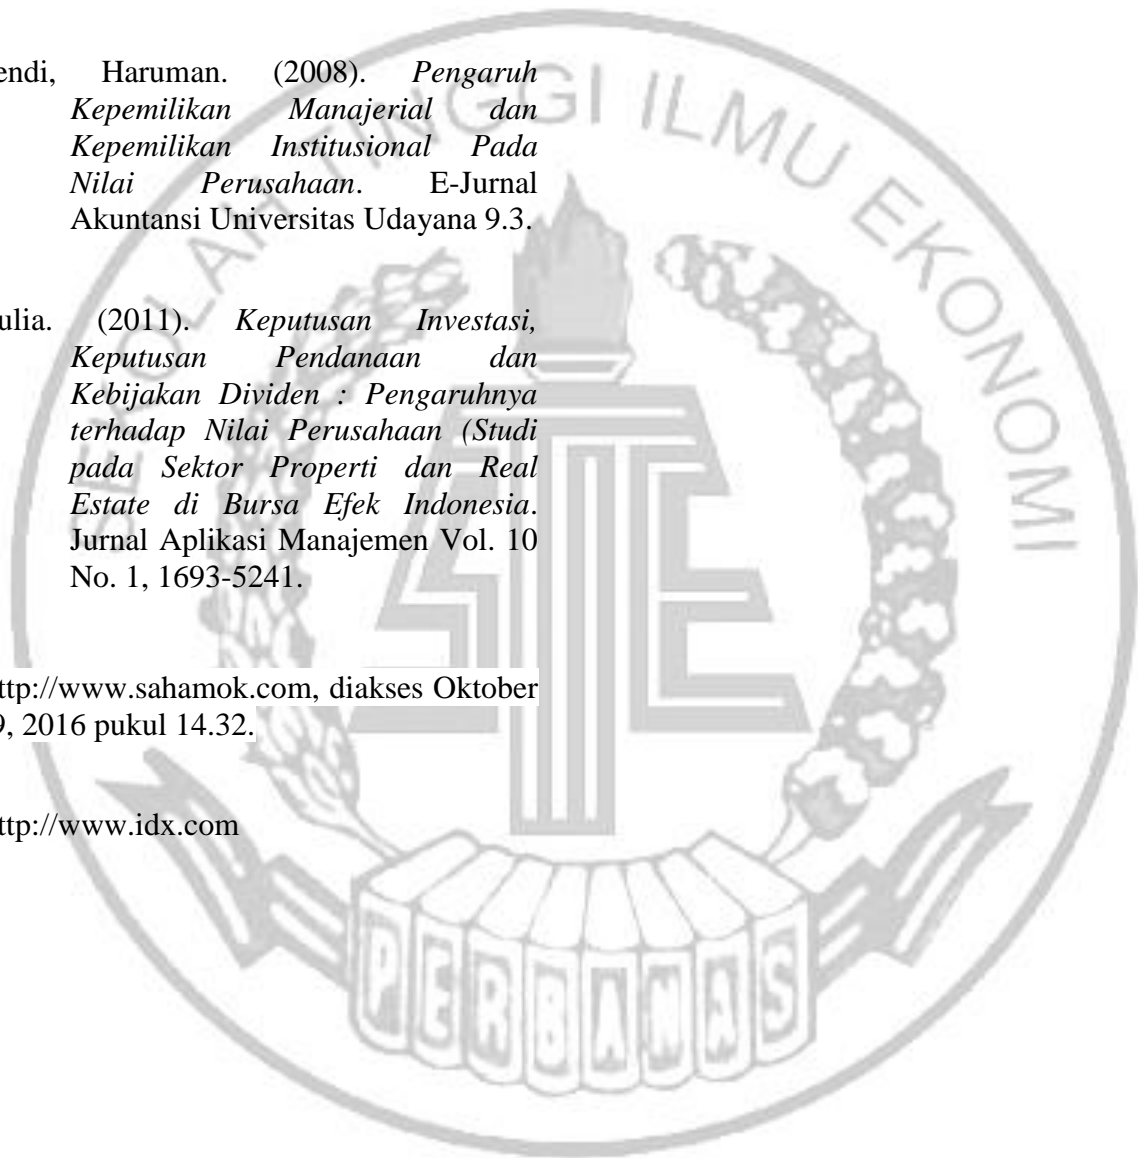 endi, Haruman. (2008). Pengaruh
Kepemilikan Manajerial dan
Kepemilikan Institusional Pada
Nilai Perusahaan. E-Jurnal
Akuntansi Universitas Udayana 9.3.
ulia. (2011). Keputusan Investasi,
Keputusan Pendanaan dan
Kebijakan Dividen : Pengaruhnya
terhadap Nilai Perusahaan (Studi
pada Sektor Properti dan Real
Estate di Bursa Efek Indonesia.
Jurnal Aplikasi Manajemen Vol. 10
No. 1, 1693-5241.
ttp://www.sahamok.com, diakses Oktober
9, 2016 pukul 14.32.
ttp://www.idx.com
SEKOLAH TINGGI ILMU EKONOMI
STIE
PERBANAS